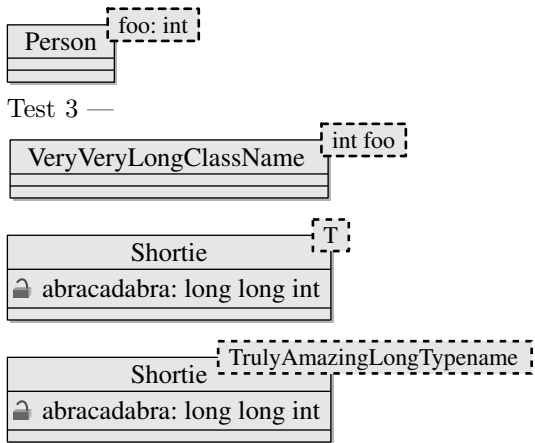 foo: int
Person
Test 3 —
int foo
VeryVeryLongClassName
T
Shortie
abracadabra: long long int
TrulyAmazingLongTypename
Shortie
abracadabra: long long int